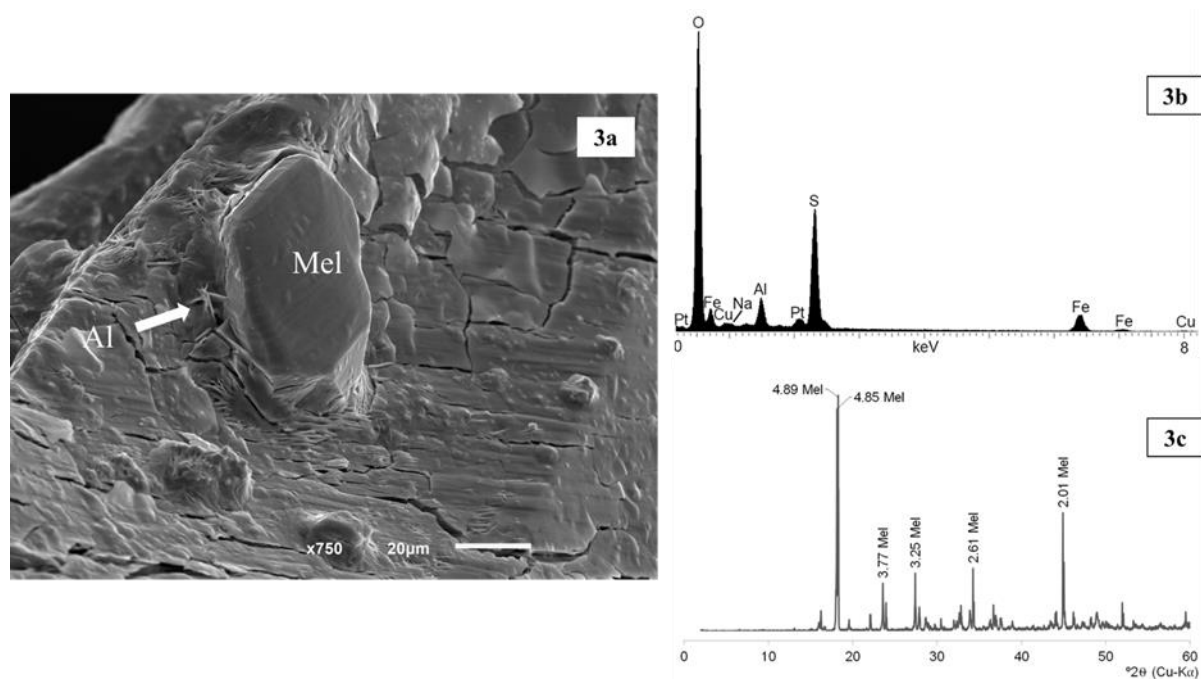 3a
Mel
Al
x750 20µm
3b
O
S
Fe
Cu
Na
Al
Pt
Pt
Fe
Fe
Cu
0 keV 8
3c
4.89 Mel
4.85 Mel
3.77 Mel
3.25 Mel
2.61 Mel
2.01 Mel
0 10 20 30 40 50 60
°2θ (Cu-Kα)